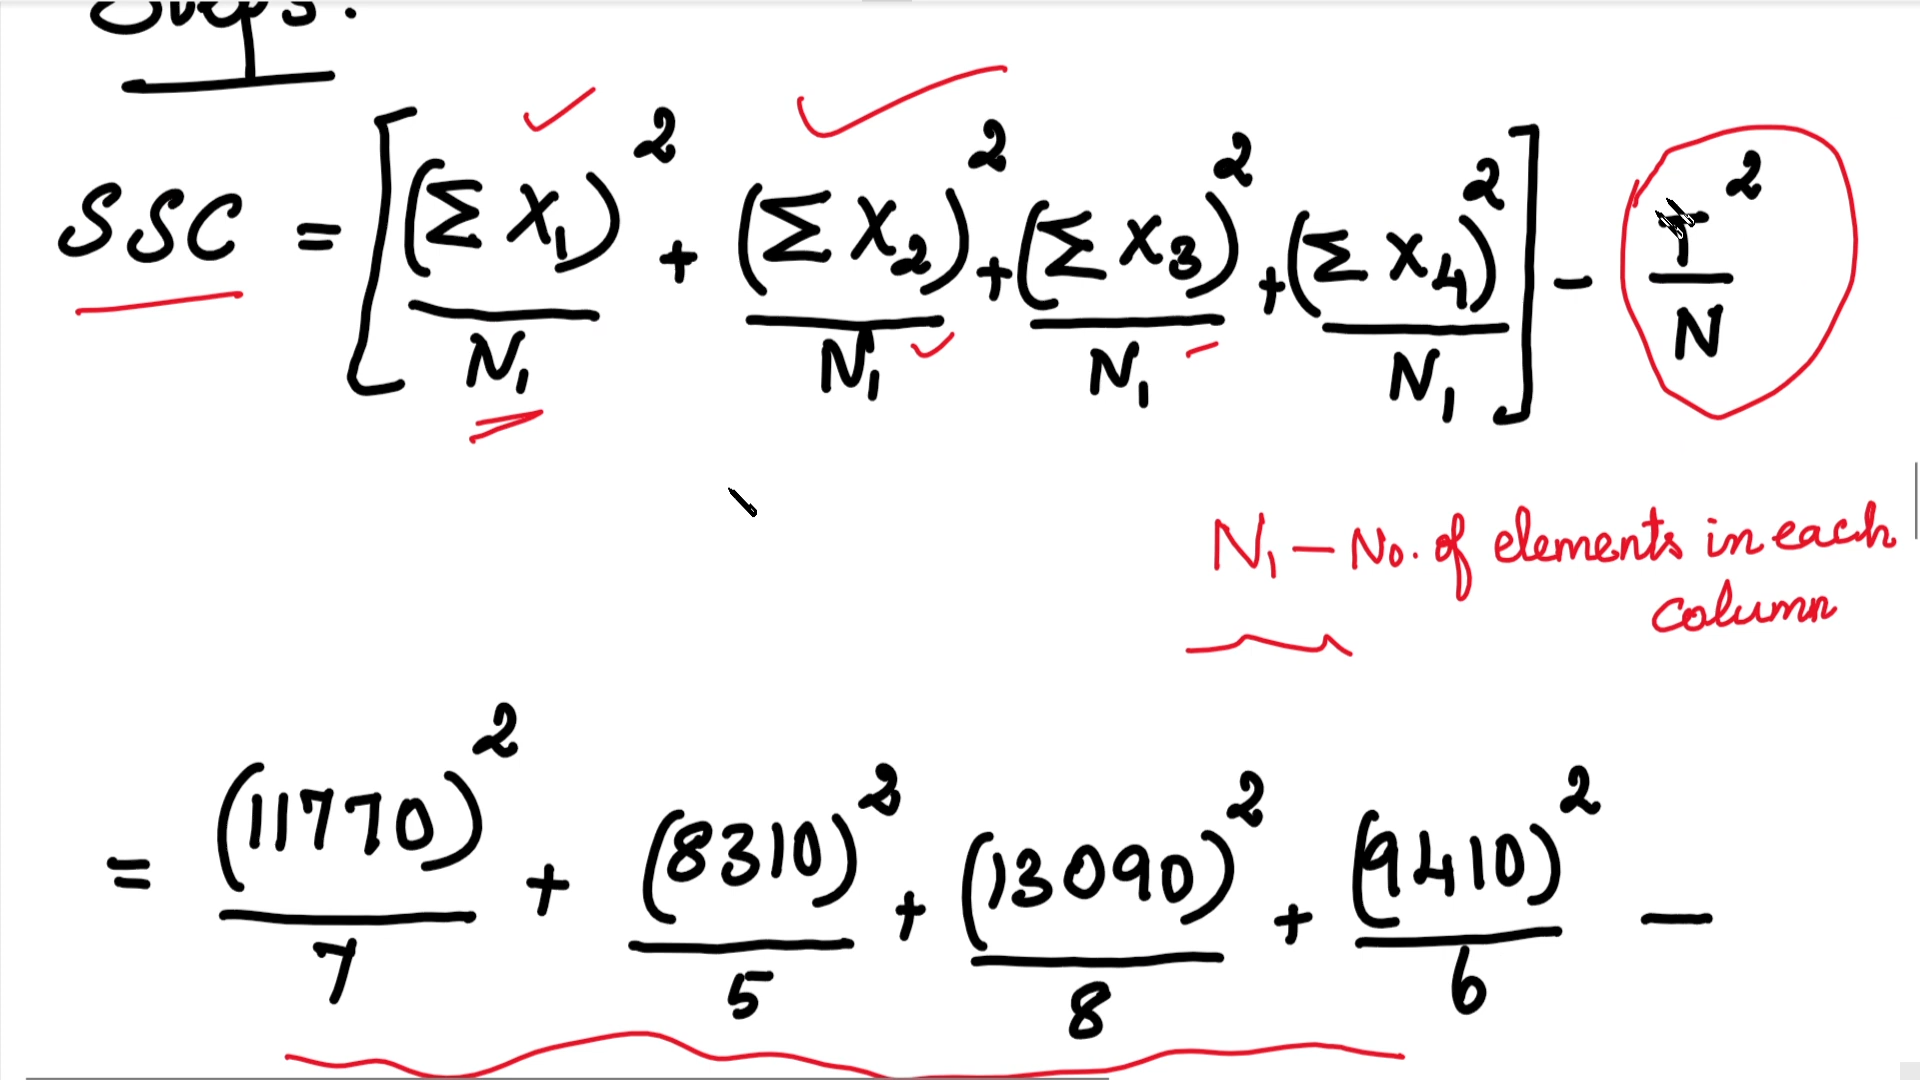 Steps:
SSC = [(Σ X₁)²/N₁ + (Σ X₂)²/N₁ + (Σ X₃)²/N₁ + (Σ X₄)²/N₁] - T²/N
N₁ – No. of elements in each
column
= (11770)²/7 + (8310)²/5 + (13090)²/8 + (9410)²/6 –